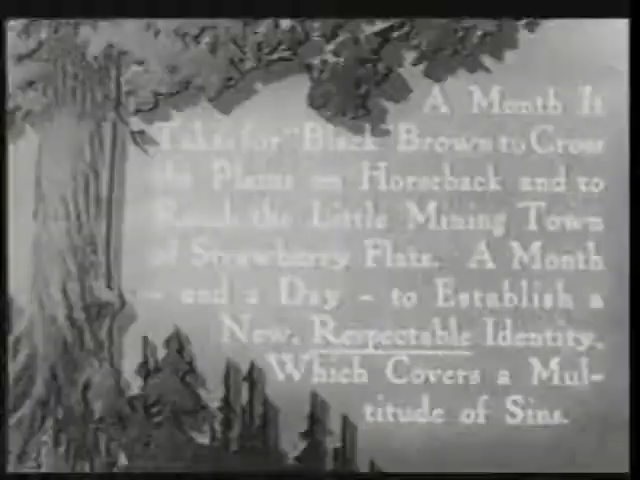 A Month It
Takes for "Black" Brown to Cross
the Plains on Horseback and to
Reach the Little Mining Town
of Strawberry Flats. A Month
- and a Day - to Establish a
New, Respectable Identity,
Which Covers a Mul-
titude of Sins.